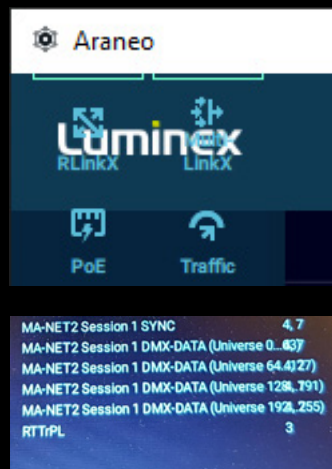 Araneo
Luminex
RLinkX
LinkX
PoE
Traffic
MA-NET2 Session 1 SYNC 4, 7
MA-NET2 Session 1 DMX-DATA (Universe 0...63)
MA-NET2 Session 1 DMX-DATA (Universe 64..127)
MA-NET2 Session 1 DMX-DATA (Universe 128..191)
MA-NET2 Session 1 DMX-DATA (Universe 192..255)
RTTrPL 3